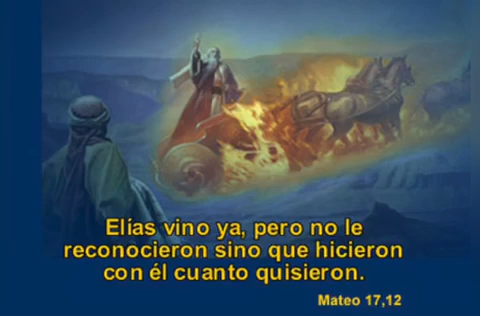 Elías vino ya, pero no le
reconocieron sino que hicieron
con él cuanto quisieron.
Mateo 17,12